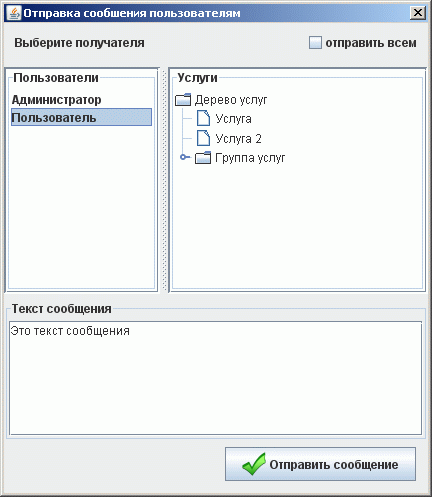 Отправка сообшения пользователям
Выберите получателя
отправить всем
Пользователи
Администратор
Пользователь
Услуги
Дерево услуг
Услуга
Услуга 2
Группа услуг
Текст сообщения
Это текст сообщения
Отправить сообщение